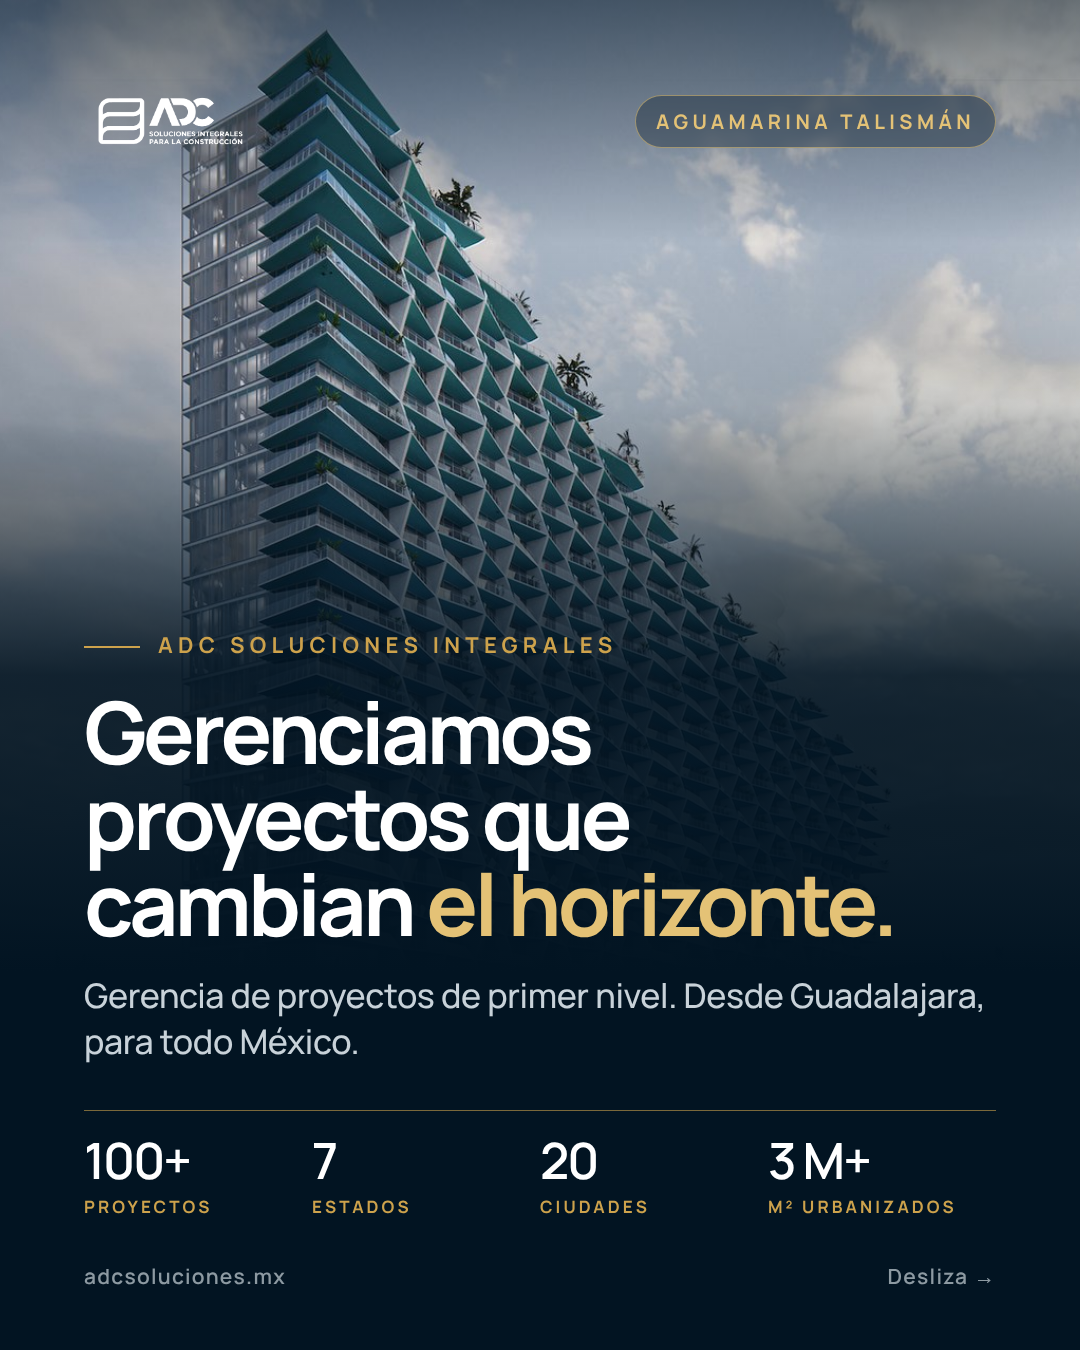 ADC
SOLUCIONES INTEGRALES
PARA LA CONSTRUCCIÓN
AGUAMARINA TALISMÁN
ADC SOLUCIONES INTEGRALES
Gerenciamos
proyectos que
cambian el horizonte.
Gerencia de proyectos de primer nivel. Desde Guadalajara,
para todo México.
100+ 7 20 3 M+
PROYECTOS ESTADOS CIUDADES M² URBANIZADOS
adcsoluciones.mx Desliza →